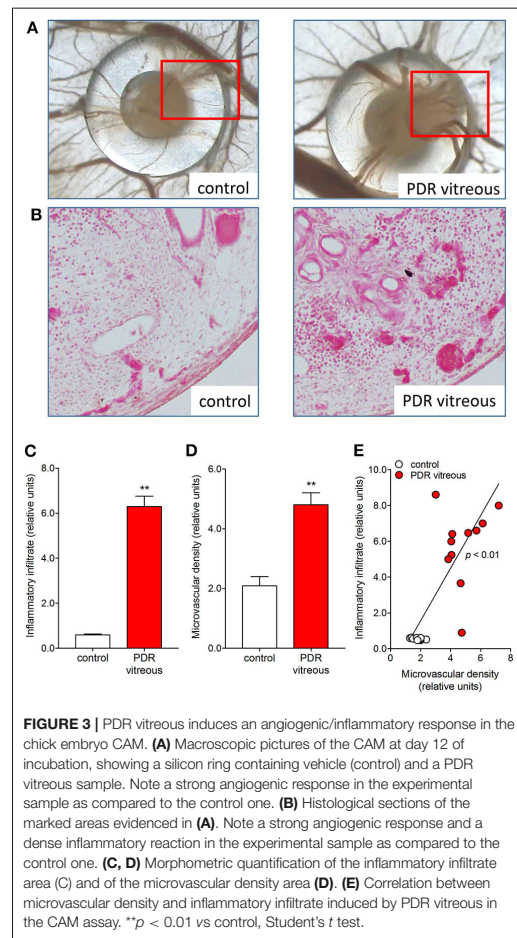 A
control
PDR vitreous
B
control
PDR vitreous
C
Inflammatory infiltrate (relative units)
8.0
6.0
4.0
2.0
0.0
**
control
PDR
vitreous
D
Microvascular density (relative units)
6.0
4.0
2.0
0.0
**
control
PDR
vitreous
E
control
PDR vitreous
Inflammatory infiltrate (relative units)
10.0
8.0
6.0
4.0
2.0
0.0
p < 0.01
0
2
4
6
8
Microvascular density
(relative units)
FIGURE 3 | PDR vitreous induces an angiogenic/inflammatory response in the
chick embryo CAM. (A) Macroscopic pictures of the CAM at day 12 of
incubation, showing a silicon ring containing vehicle (control) and a PDR
vitreous sample. Note a strong angiogenic response in the experimental
sample as compared to the control one. (B) Histological sections of the
marked areas evidenced in (A). Note a strong angiogenic response and a
dense inflammatory reaction in the experimental sample as compared to the
control one. (C, D) Morphometric quantification of the inflammatory infiltrate
area (C) and of the microvascular density area (D). (E) Correlation between
microvascular density and inflammatory infiltrate induced by PDR vitreous in
the CAM assay. **p < 0.01 vs control, Student's t test.